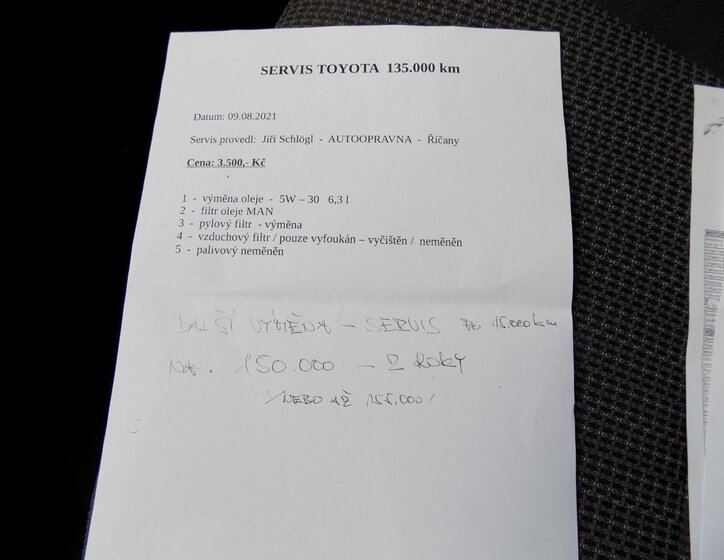 SERVIS TOYOTA 135.000 km
Datum: 09.08.2021
Servis provedl: Jiří Schlögl - AUTOOPRAVNA - Říčany
Cena: 3.500,- Kč
1 - výměna oleje - 5W – 30 6,3 l
2 - filtr oleje MAN
3 - pylový filtr - výměna
4 - vzduchový filtr / pouze vyfoukán – vyčištěn / neměněn
5 - palivový neměněn
DALŠÍ VÝMĚNA – SERVIS PO 15.000 km
NA. 150.000 – 2 ROKY
/NEBO AŽ 155.000/